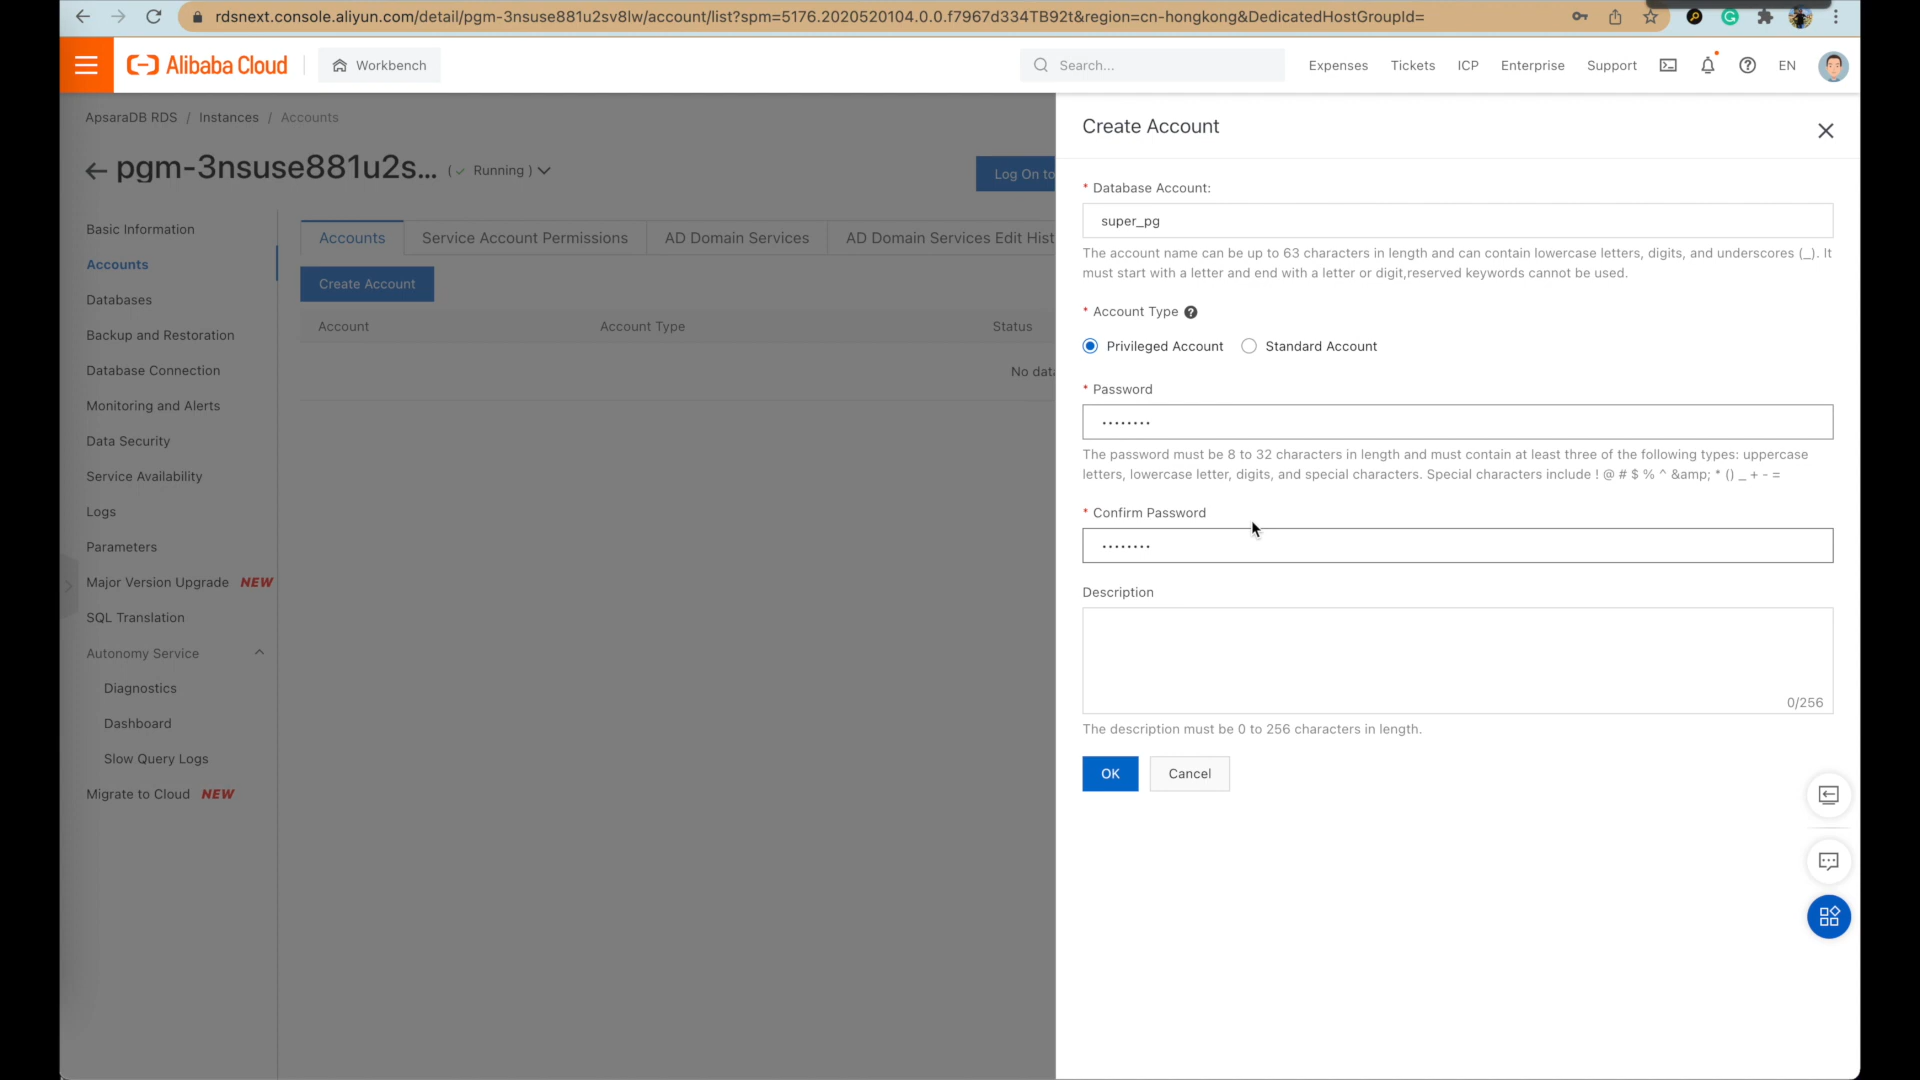 rdsnext.console.aliyun.com/detail/pgm-3nsuse881u2sv8lw/account/list?spm=5176.2020520104.0.0.f7967d334TB92t&region=cn-hongkong&DedicatedHostGroupId=
Alibaba Cloud
Workbench
Search...
Expenses
Tickets
ICP
Enterprise
Support
EN
ApsaraDB RDS / Instances / Accounts
pgm-3nsuse881u2s...
( Running )
Log On to
Basic Information
Accounts
Databases
Backup and Restoration
Database Connection
Monitoring and Alerts
Data Security
Service Availability
Logs
Parameters
Major Version Upgrade NEW
SQL Translation
Autonomy Service
Diagnostics
Dashboard
Slow Query Logs
Migrate to Cloud NEW
Accounts
Service Account Permissions
AD Domain Services
AD Domain Services Edit Hist
Create Account
Account
Account Type
Status
No data
Create Account
* Database Account:
super_pg
The account name can be up to 63 characters in length and can contain lowercase letters, digits, and underscores (_). It
must start with a letter and end with a letter or digit,reserved keywords cannot be used.
* Account Type
Privileged Account
Standard Account
* Password
········
The password must be 8 to 32 characters in length and must contain at least three of the following types: uppercase
letters, lowercase letter, digits, and special characters. Special characters include ! @ # $ % ^ &amp; * () _ + - =
* Confirm Password
········
Description
0/256
The description must be 0 to 256 characters in length.
OK
Cancel